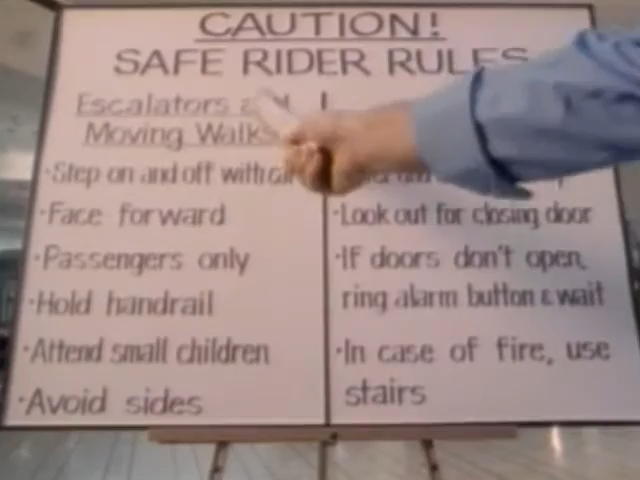 CAUTION!
SAFE RIDER RULES
Escalators
Moving Walks
·Step on and off with
·Face forward
·Passengers only
·Hold handrail
·Attend small children
·Avoid sides
·Look out for closing door
·If doors don't open,
ring alarm button & wait
·In case of fire, use
stairs